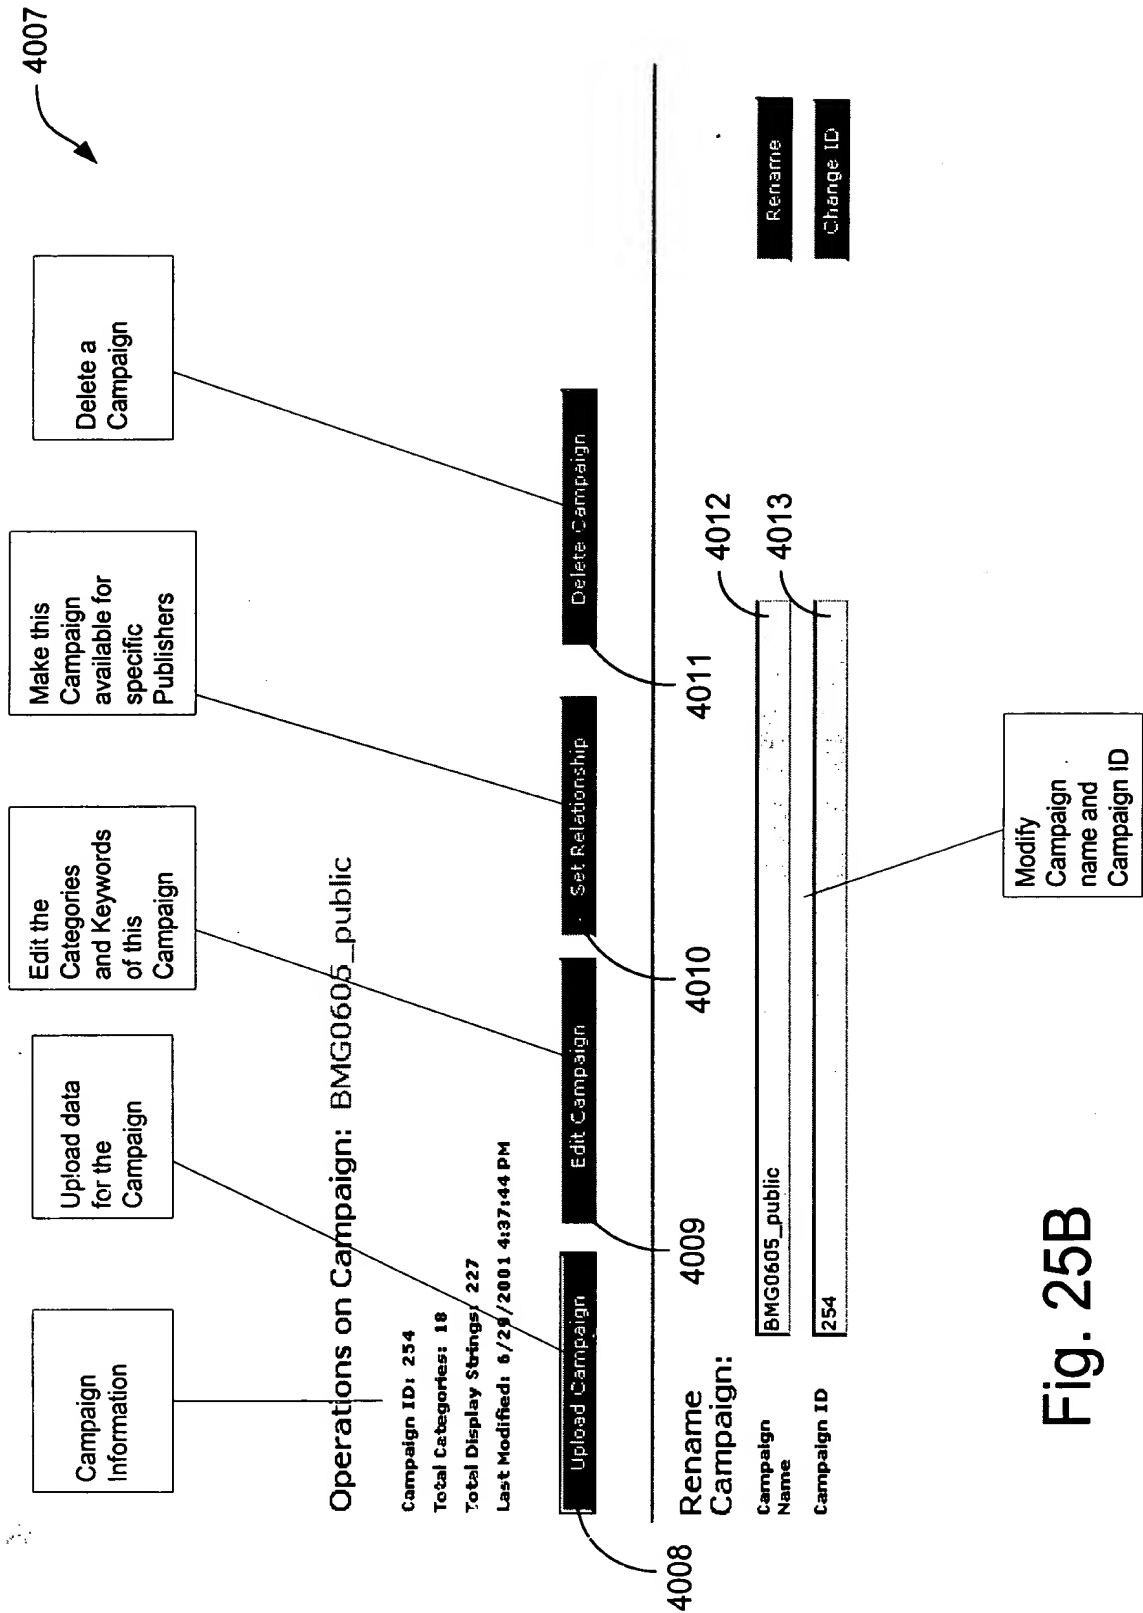 4007
Campaign
Information
Upload data
for the
Campaign
Edit the
Categories
and Keywords
of this
Campaign
Make this
Campaign
available for
specific
Publishers
Delete a
Campaign
Operations on Campaign: BMG0605_public
Campaign ID: 254
Total Categories: 18
Total Display Strings: 227
Last Modified: 6/29/2001 4:37:44 PM
Upload Campaign
Edit Campaign
Set Relationship
Delete Campaign
4008
4009
4010
4011
Rename
Campaign:
Campaign
Name
BMG0605_public
4012
Rename
Campaign ID
254
4013
Change ID
Modify
Campaign
name and
Campaign ID
Fig. 25B